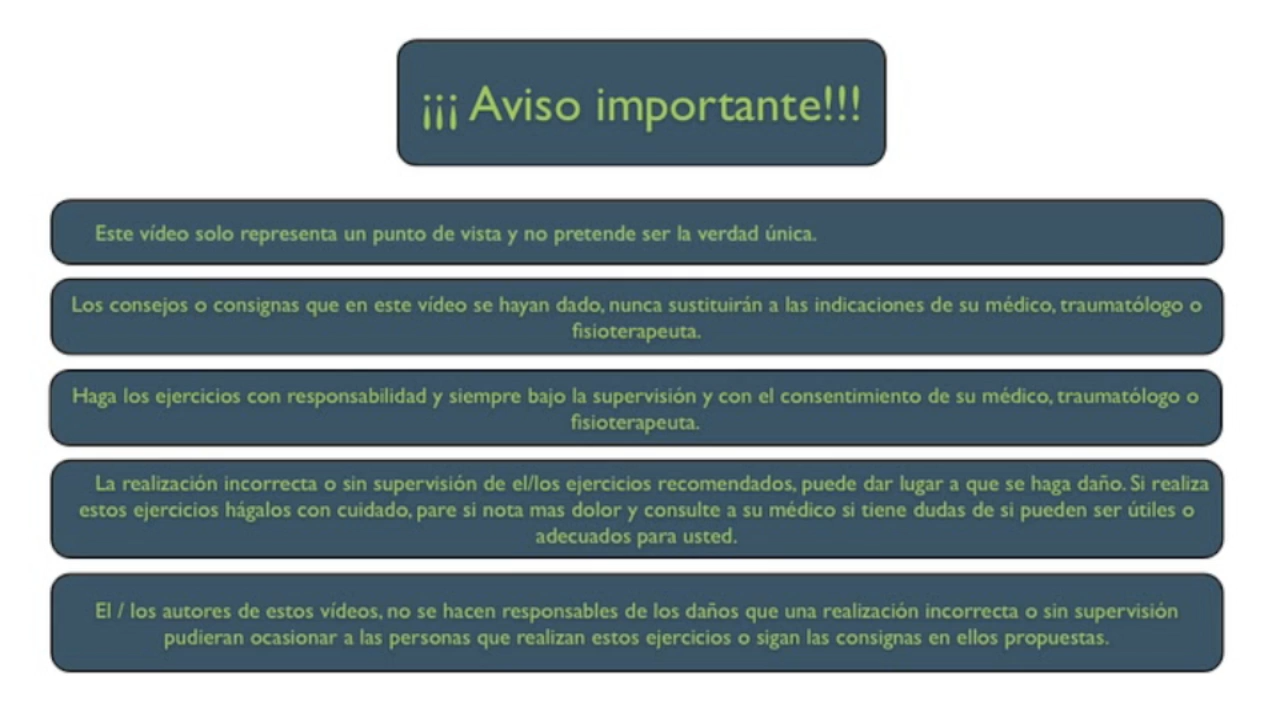 ¡¡¡ Aviso importante!!!
Este vídeo solo representa un punto de vista y no pretende ser la verdad única.
Los consejos o consignas que en este vídeo se hayan dado, nunca sustituirán a las indicaciones de su médico, traumatólogo o
fisioterapeuta.
Haga los ejercicios con responsabilidad y siempre bajo la supervisión y con el consentimiento de su médico, traumatólogo o
fisioterapeuta.
La realización incorrecta o sin supervisión de el/los ejercicios recomendados, puede dar lugar a que se haga daño. Si realiza
estos ejercicios hágalos con cuidado, pare si nota mas dolor y consulte a su médico si tiene dudas de si pueden ser útiles o
adecuados para usted.
El / los autores de estos vídeos, no se hacen responsables de los daños que una realización incorrecta o sin supervisión
pudieran ocasionar a las personas que realizan estos ejercicios o sigan las consignas en ellos propuestas.